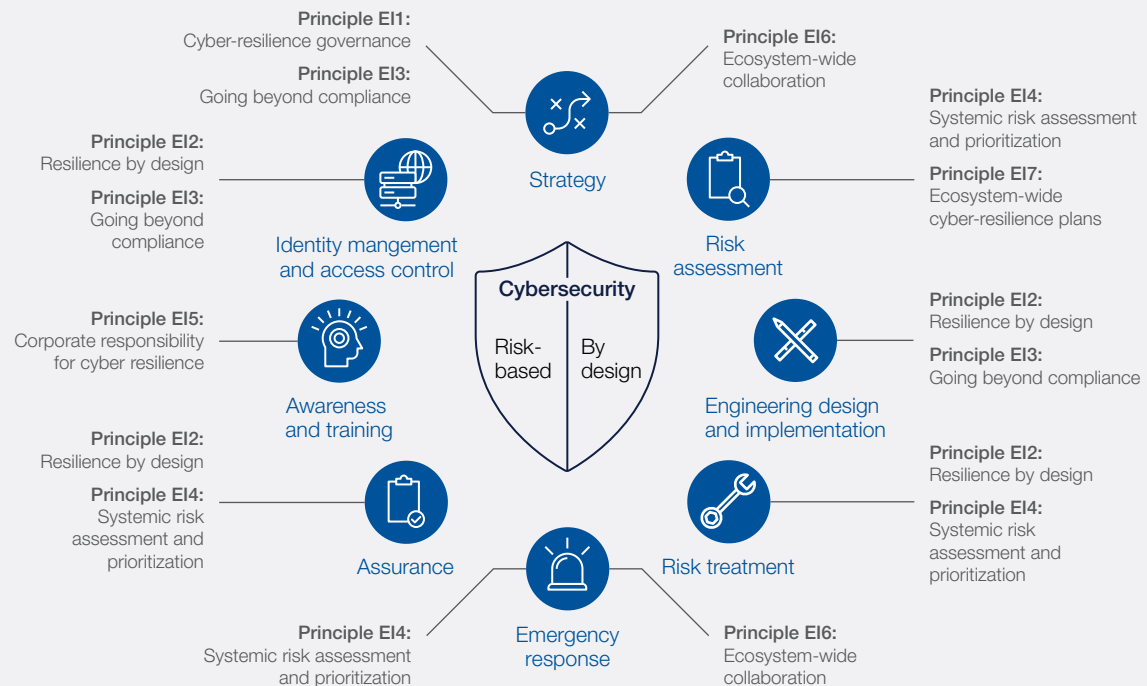 Principle EI1:
Cyber-resilience governance
Principle EI3:
Going beyond compliance
Principle EI6:
Ecosystem-wide
collaboration
Strategy
Principle EI4:
Systemic risk assessment
and prioritization
Principle EI7:
Ecosystem-wide
cyber-resilience plans
Risk
assessment
Principle EI2:
Resilience by design
Principle EI3:
Going beyond
compliance
Identity mangement
and access control
Cybersecurity
Risk-
based
By
design
Principle EI2:
Resilience by design
Principle EI3:
Going beyond compliance
Engineering design
and implementation
Principle EI5:
Corporate responsibility
for cyber resilience
Awareness
and training
Principle EI2:
Resilience by design
Principle EI4:
Systemic risk
assessment and
prioritization
Assurance
Principle EI2:
Resilience by design
Principle EI4:
Systemic risk
assessment and
prioritization
Risk treatment
Principle EI4:
Systemic risk assessment
and prioritization
Emergency
response
Principle EI6:
Ecosystem-wide
collaboration